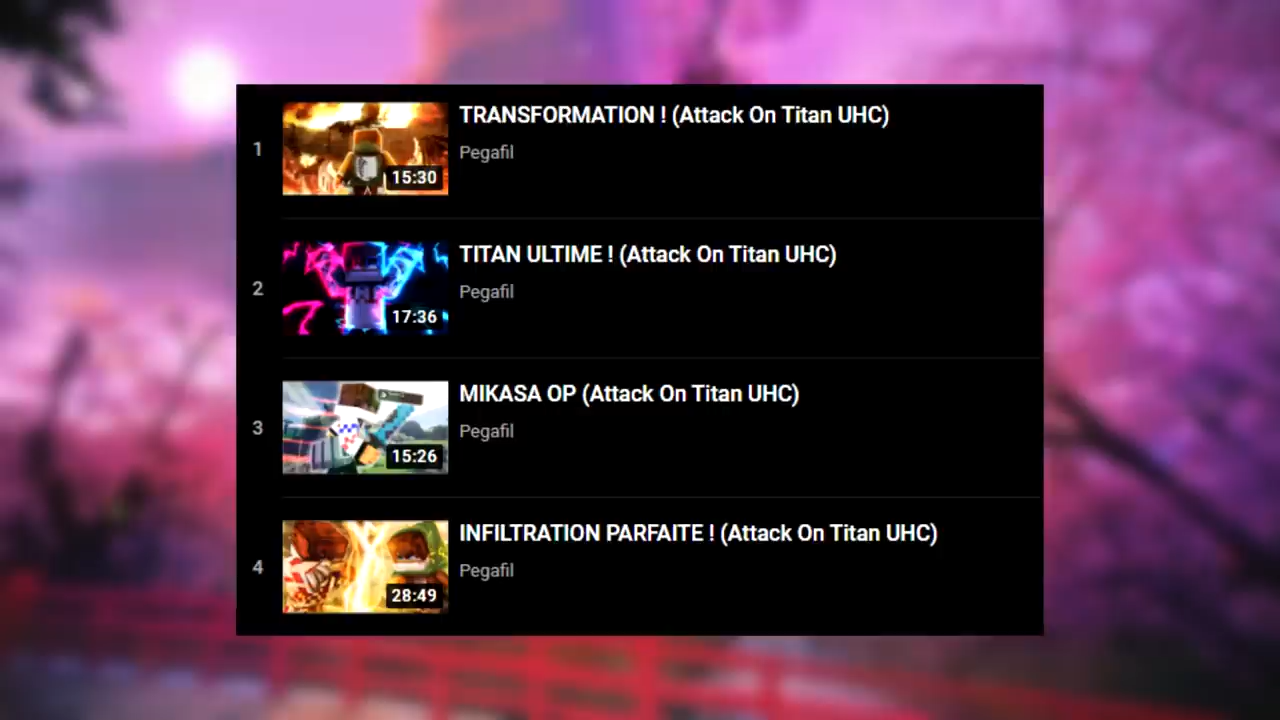 1
TRANSFORMATION ! (Attack On Titan UHC)
Pegafil
15:30
2
TITAN ULTIME ! (Attack On Titan UHC)
Pegafil
17:36
3
MIKASA OP (Attack On Titan UHC)
Pegafil
15:26
4
INFILTRATION PARFAITE ! (Attack On Titan UHC)
Pegafil
28:49